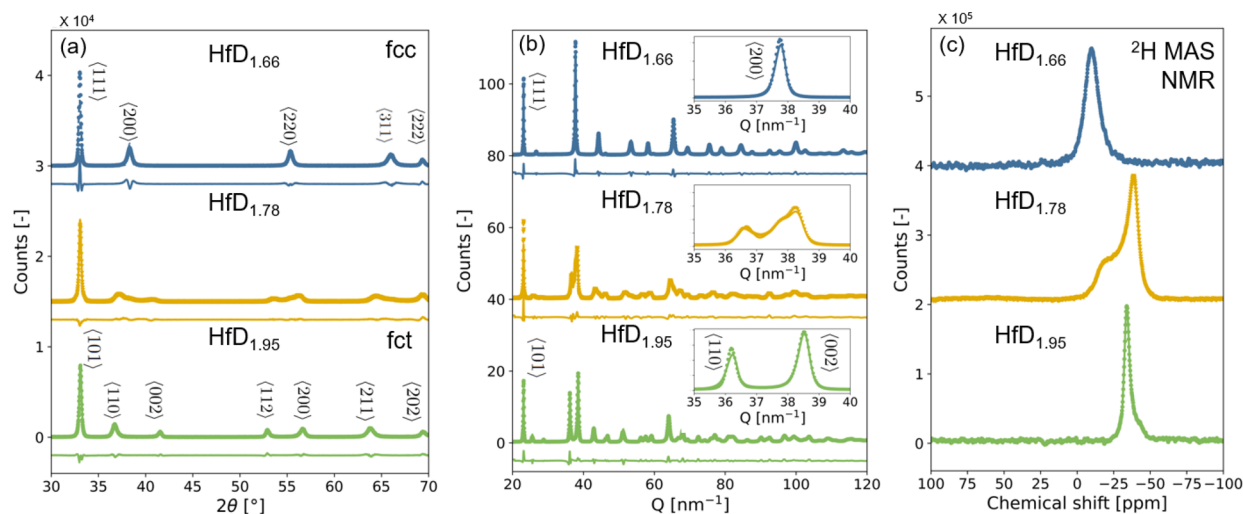 X 10⁴
(a)
HfD₁.₆₆
fcc
⟨111⟩
⟨200⟩
⟨220⟩
⟨311⟩
⟨222⟩
HfD₁.₇₈
HfD₁.₉₅
fct
⟨101⟩
⟨110⟩
⟨002⟩
⟨112⟩
⟨200⟩
⟨211⟩
⟨202⟩
4
3
2
1
0
Counts [-]
30 35 40 45 50 55 60 65 70
2θ [°]
(b)
HfD₁.₆₆
⟨111⟩
⟨200⟩
35 36 37 38 39 40
Q [nm⁻¹]
HfD₁.₇₈
35 36 37 38 39 40
Q [nm⁻¹]
HfD₁.₉₅
⟨101⟩
⟨110⟩
⟨002⟩
35 36 37 38 39 40
Q [nm⁻¹]
100
80
60
40
20
0
Counts [-]
20 40 60 80 100 120
Q [nm⁻¹]
X 10⁵
(c)
HfD₁.₆₆
²H MAS
NMR
HfD₁.₇₈
HfD₁.₉₅
5
4
3
2
1
0
Counts [-]
100 75 50 25 0 −25 −50 −75 −100
Chemical shift [ppm]